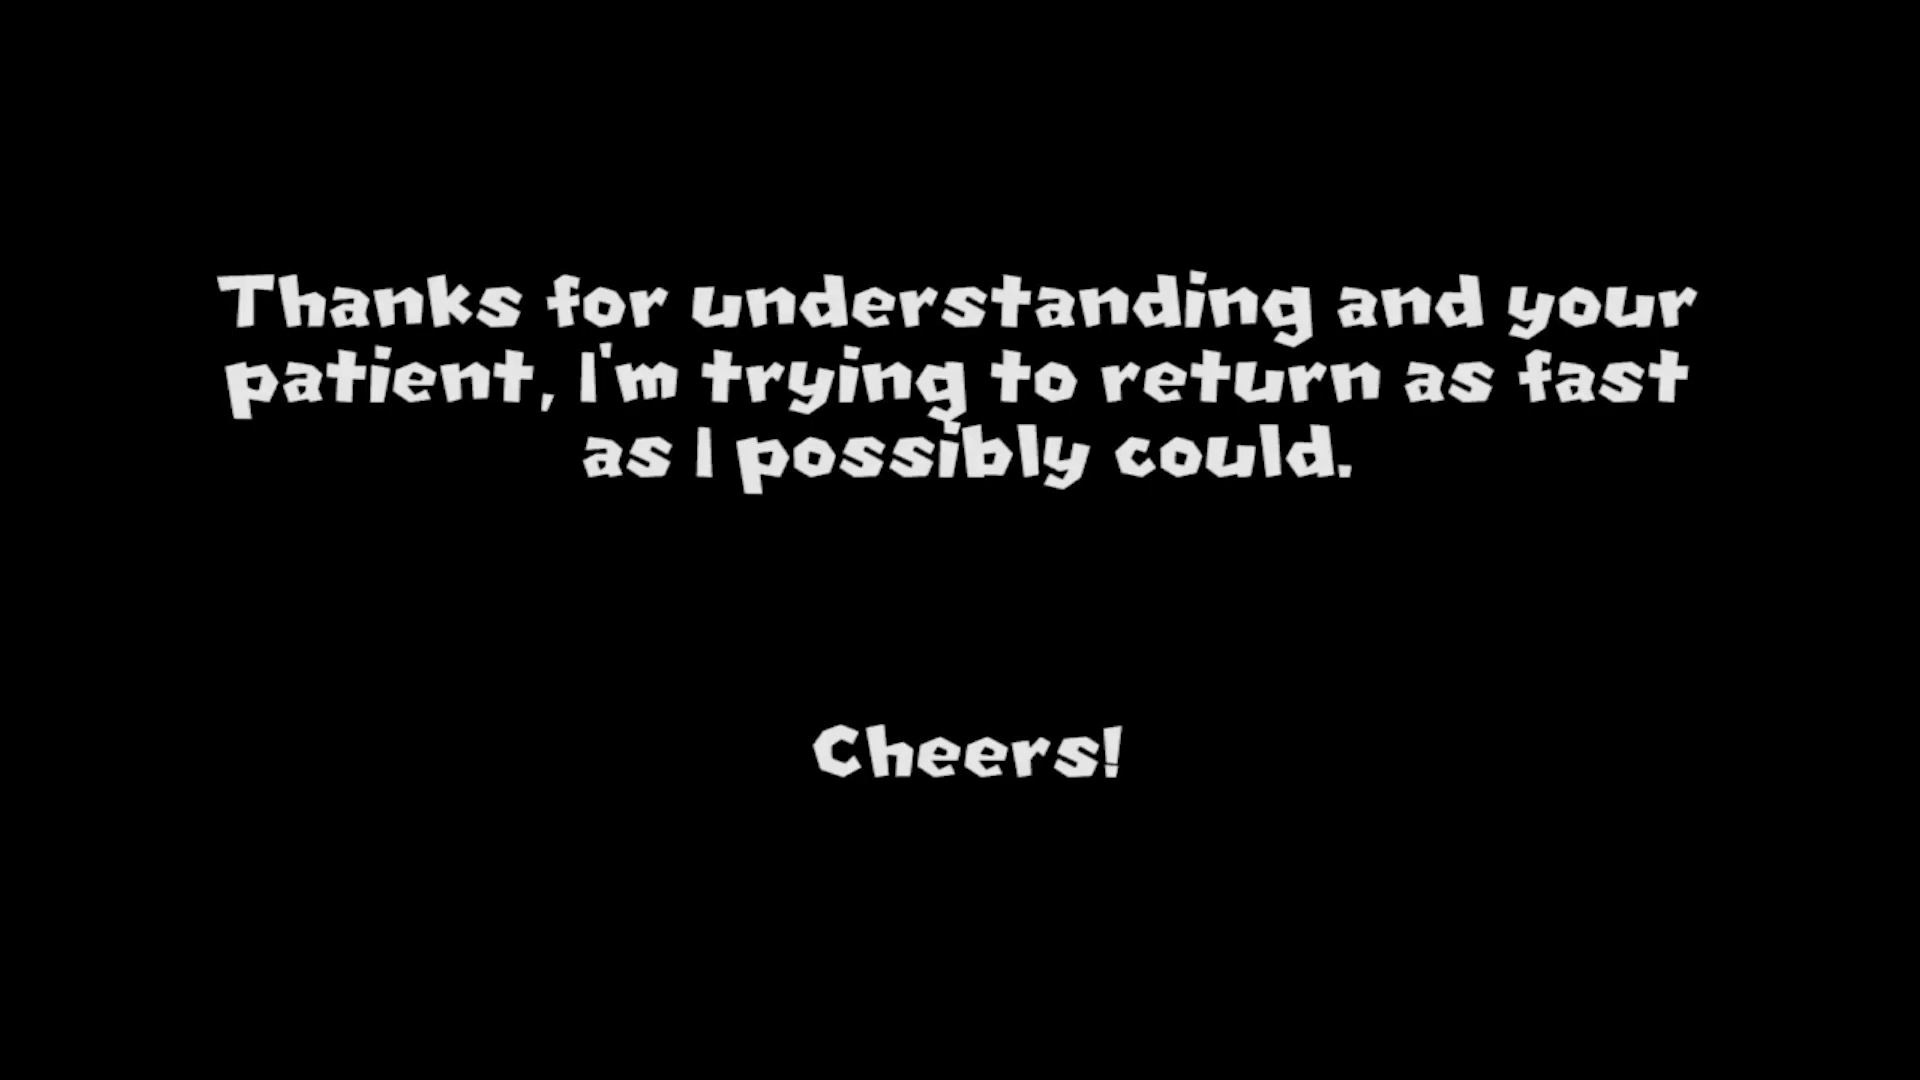 Thanks for understanding and your
patient, I'm trying to return as fast
as I possibly could.
Cheers!